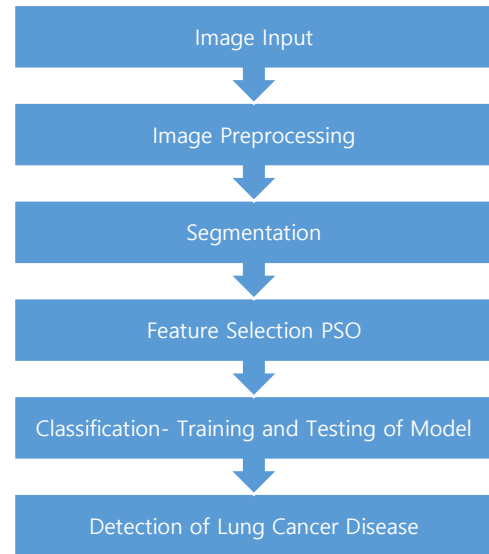 Image Input
Image Preprocessing
Segmentation
Feature Selection PSO
Classification- Training and Testing of Model
Detection of Lung Cancer Disease